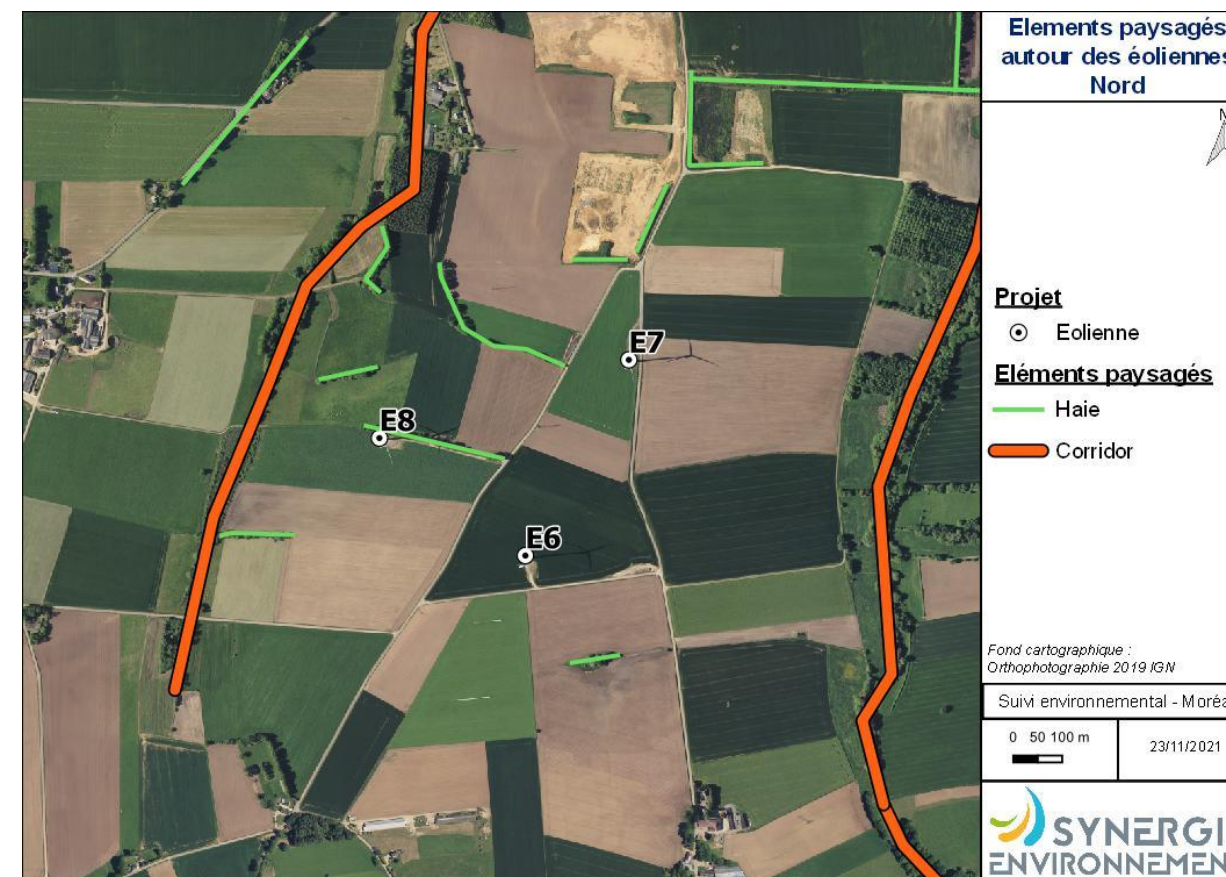 Elements paysagés
autour des éoliennes
Nord
N
Projet
Eolienne
Eléments paysagés
Haie
Corridor
E7
E8
E6
Fond cartographique :
Orthophotographie 2019 IGN
Suivi environnemental - Moréa
0 50 100 m
23/11/2021
SYNERGI
ENVIRONNEMEN